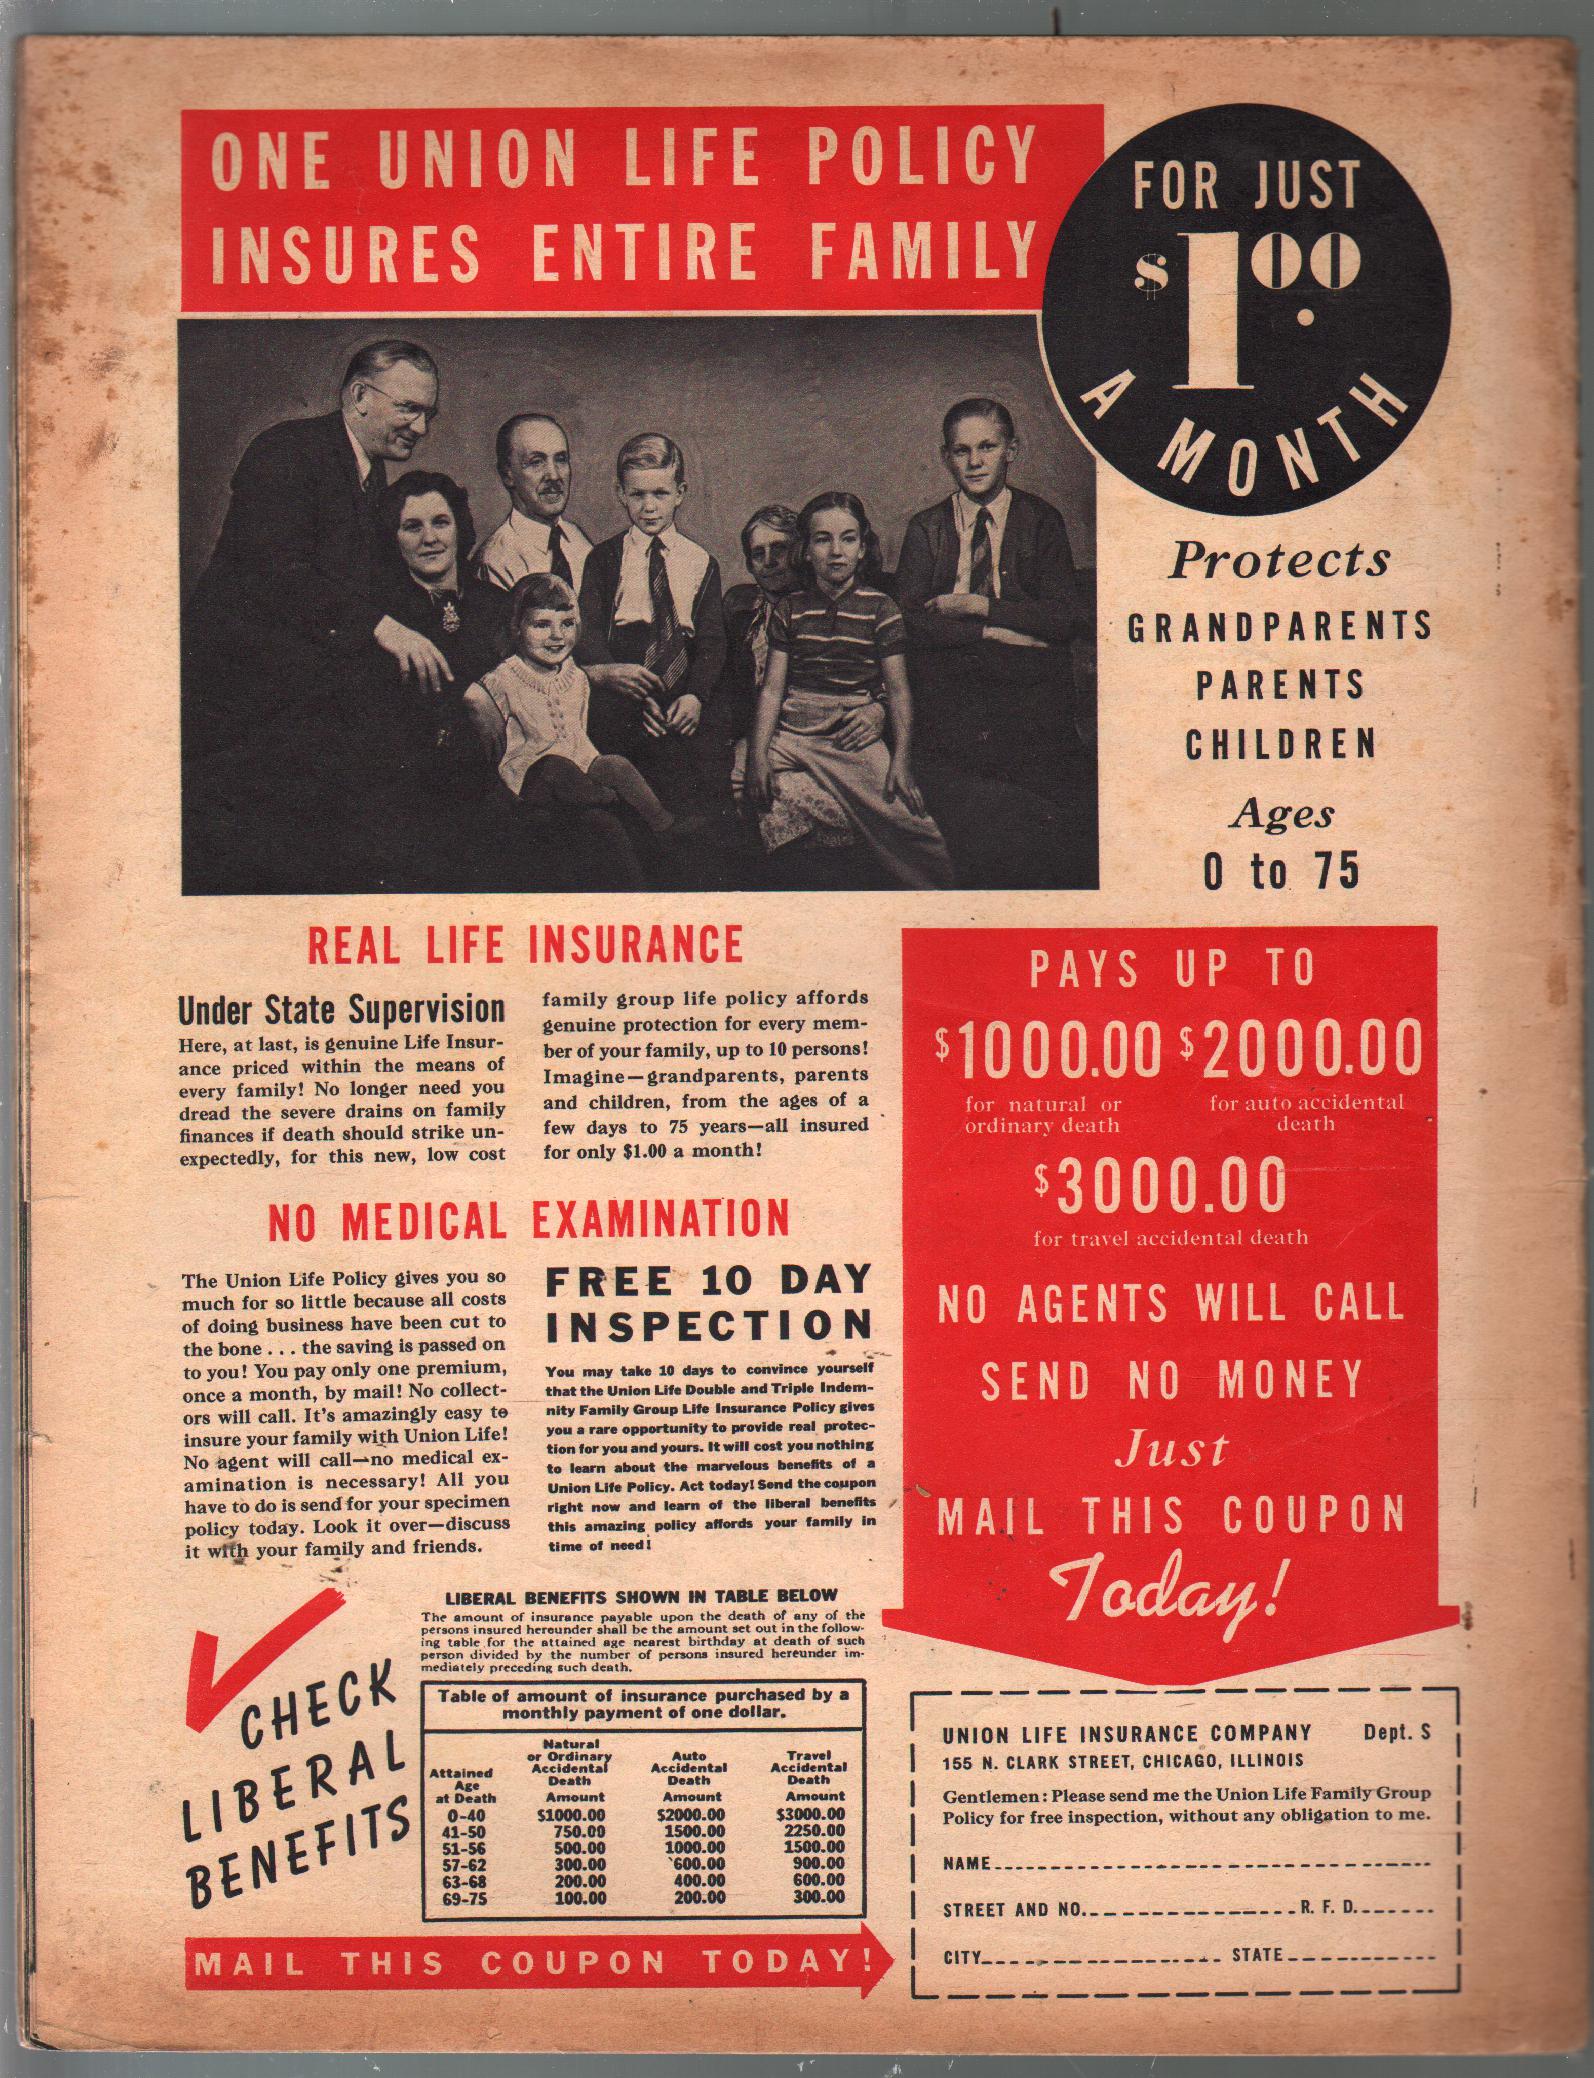 ONE UNION LIFE POLICY
INSURES ENTIRE FAMILY
FOR JUST
$1.00
A MONTH
Protects
GRANDPARENTS
PARENTS
CHILDREN
Ages
0 to 75
REAL LIFE INSURANCE
Under State Supervision
Here, at last, is genuine Life Insur-
ance priced within the means of
every family! No longer need you
dread the severe drains on family
finances if death should strike un-
expectedly, for this new, low cost
family group life policy affords
genuine protection for every mem-
ber of your family, up to 10 persons!
Imagine—grandparents, parents
and children, from the ages of a
few days to 75 years—all insured
for only $1.00 a month!
NO MEDICAL EXAMINATION
The Union Life Policy gives you so
much for so little because all costs
of doing business have been cut to
the bone . . . the saving is passed on
to you! You pay only one premium,
once a month, by mail! No collect-
ors will call. It's amazingly easy to
insure your family with Union Life!
No agent will call—no medical ex-
amination is necessary! All you
have to do is send for your specimen
policy today. Look it over—discuss
it with your family and friends.
FREE 10 DAY
INSPECTION
You may take 10 days to convince yourself
that the Union Life Double and Triple Indem-
nity Family Group Life Insurance Policy gives
you a rare opportunity to provide real protec-
tion for you and yours. It will cost you nothing
to learn about the marvelous benefits of a
Union Life Policy. Act today! Send the coupon
right now and learn of the liberal benefits
this amazing policy affords your family in
time of need!
PAYS UP TO
$1000.00 $2000.00
for natural or for auto accidental
ordinary death death
$3000.00
for travel accidental death
NO AGENTS WILL CALL
SEND NO MONEY
Just
MAIL THIS COUPON
Today!
CHECK
LIBERAL
BENEFITS
LIBERAL BENEFITS SHOWN IN TABLE BELOW
The amount of insurance payable upon the death of any of the
persons insured hereunder shall be the amount set out in the follow-
ing table for the attained age nearest birthday at death of such
person divided by the number of persons insured hereunder im-
mediately preceding such death.
Table of amount of insurance purchased by a
monthly payment of one dollar.
Attained
Age
at Death
Natural
or Ordinary
Accidental
Death
Amount
Auto
Accidental
Death
Amount
Travel
Accidental
Death
Amount
0-40 $1000.00 $2000.00 $3000.00
41-50 750.00 1500.00 2250.00
51-56 500.00 1000.00 1500.00
57-62 300.00 600.00 900.00
63-68 200.00 400.00 600.00
69-75 100.00 200.00 300.00
MAIL THIS COUPON TODAY!
UNION LIFE INSURANCE COMPANY Dept. S
155 N. CLARK STREET, CHICAGO, ILLINOIS
Gentlemen: Please send me the Union Life Family Group
Policy for free inspection, without any obligation to me.
NAME
STREET AND NO. R. F. D.
CITY STATE